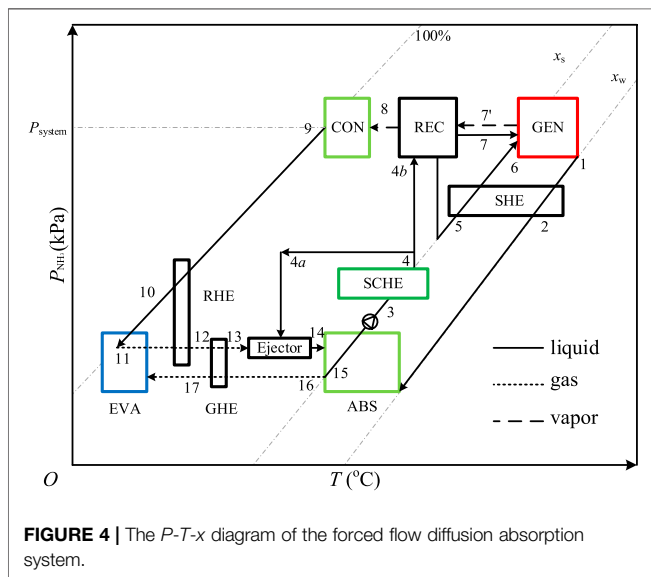 100%
x_s
x_w
P_system
9
CON
8
REC
7'
7
GEN
6
1
4b
SHE
5
2
4a
4
SCHE
3
P_NH₃(kPa)
10
RHE
11
12
13
Ejector
14
15
16
17
EVA
GHE
ABS
liquid
gas
vapor
O
T (°C)
FIGURE 4 | The P-T-x diagram of the forced flow diffusion absorption
system.